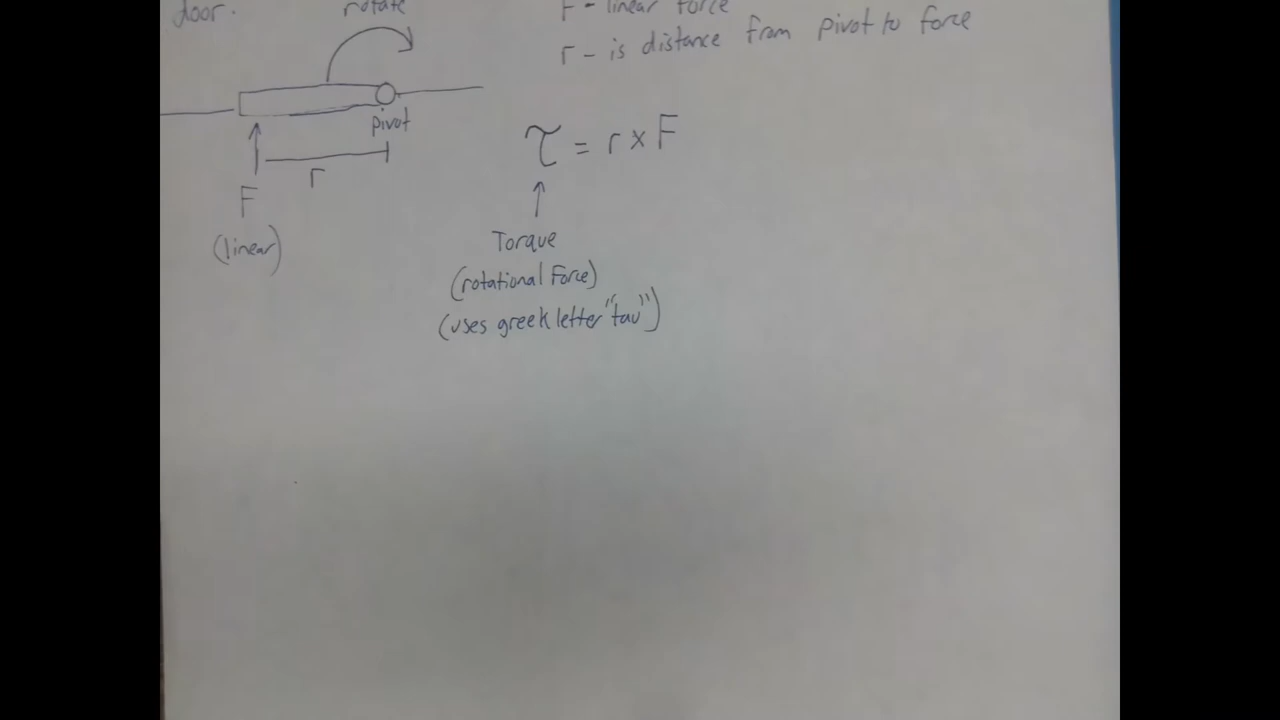 door.
rotate
F - linear force
r - is distance from pivot to force
pivot
r
F
(linear)
τ = r x F
Torque
(rotational Force)
(uses greek letter "tau")